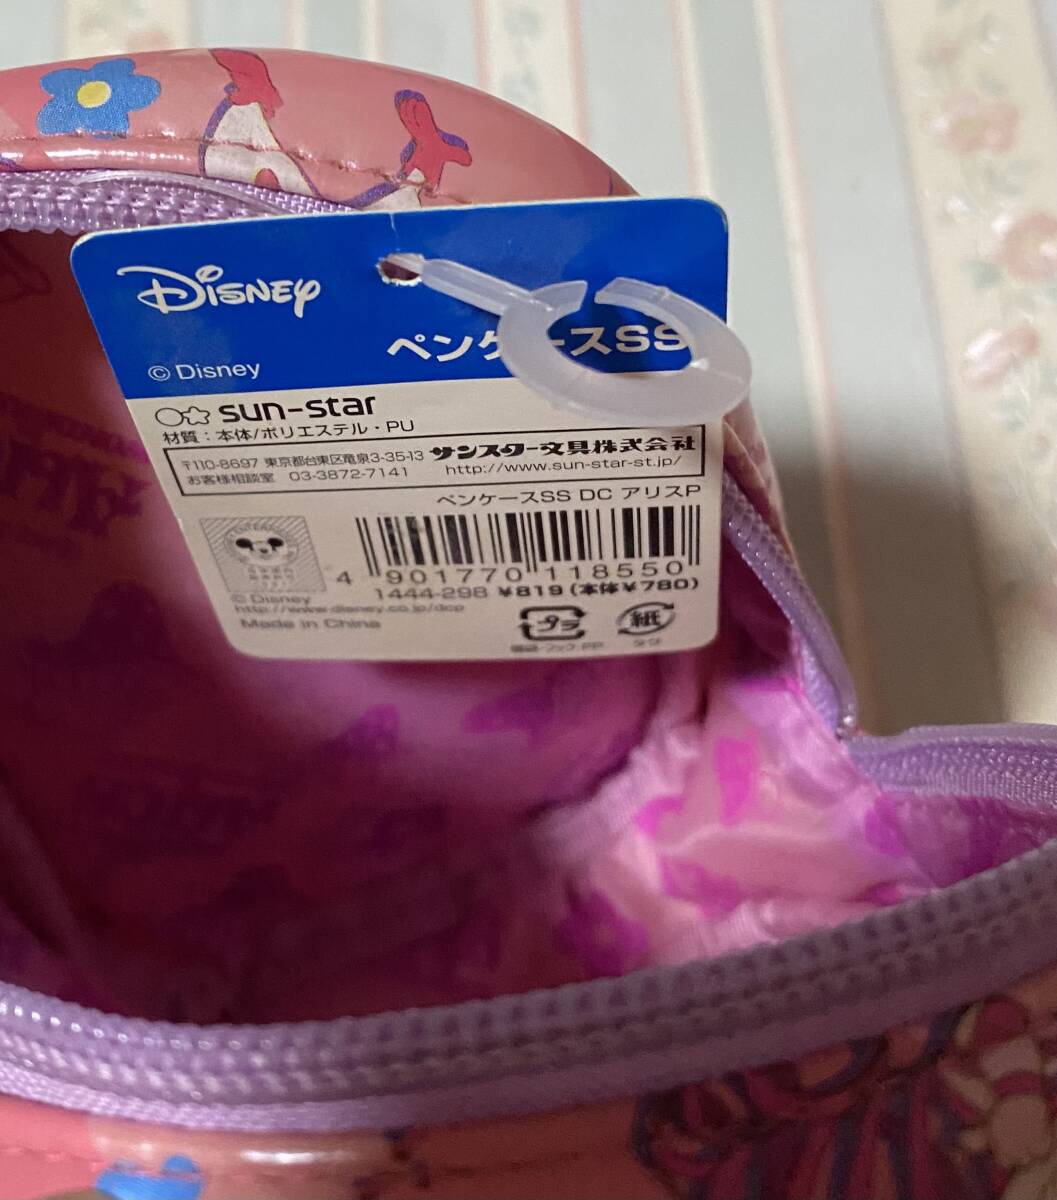 Disney
ペンケースSS
© Disney
sun-star
材質：本体/ポリエステル・PU
〒110-8697 東京都台東区竜泉3-35-13
お客様相談室 03-3872-7141
サンスター文具株式会社
http://www.sun-star-st.jp/
ペンケースSS DC アリスP
4 901770 118550
1444-298 ¥819(本体¥780)
© Disney
http://www.disney.co.jp/dcp
Made in China
プラ
紙